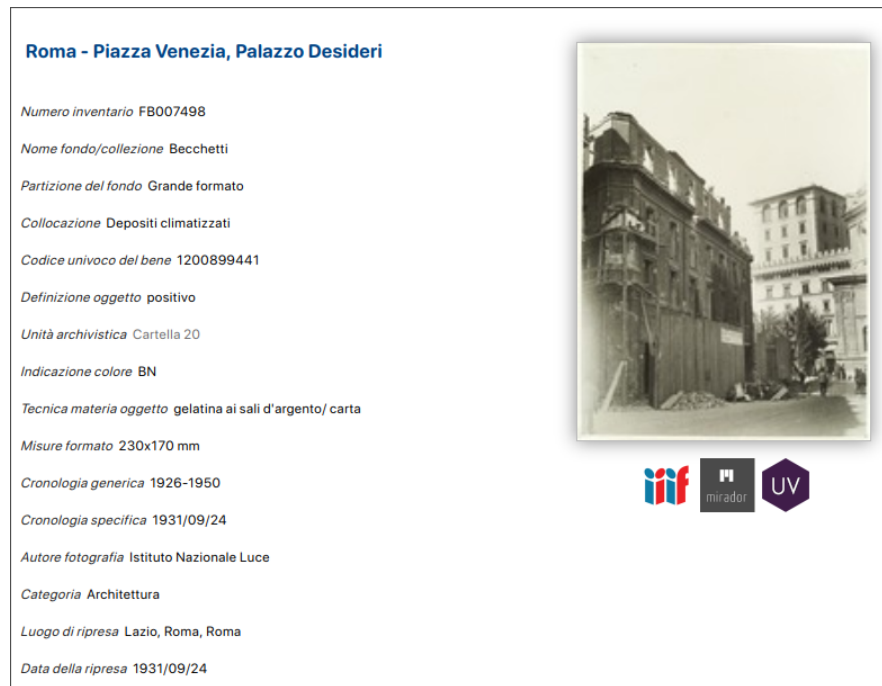 Roma - Piazza Venezia, Palazzo Desideri
Numero inventario FB007498
Nome fondo/collezione Becchetti
Partizione del fondo Grande formato
Collocazione Depositi climatizzati
Codice univoco del bene 1200899441
Definizione oggetto positivo
Unità archivistica Cartella 20
Indicazione colore BN
Tecnica materia oggetto gelatina ai sali d'argento/ carta
Misure formato 230x170 mm
Cronologia generica 1926-1950
Cronologia specifica 1931/09/24
Autore fotografia Istituto Nazionale Luce
Categoria Architettura
Luogo di ripresa Lazio, Roma, Roma
Data della ripresa 1931/09/24
iiif
mirador
UV